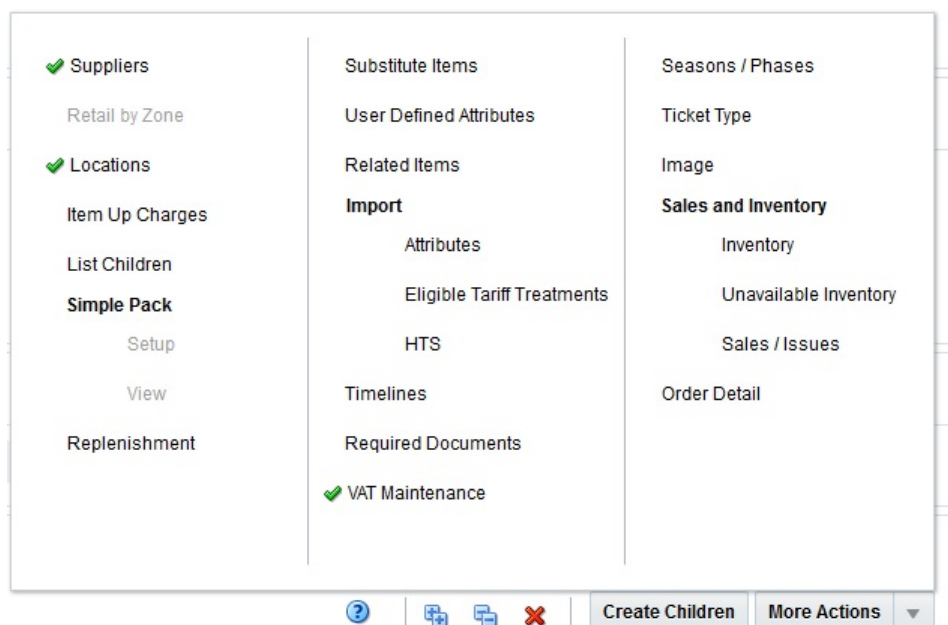 Suppliers
Retail by Zone
Locations
Item Up Charges
List Children
Simple Pack
Setup
View
Replenishment
Substitute Items
User Defined Attributes
Related Items
Import
Attributes
Eligible Tariff Treatments
HTS
Timelines
Required Documents
VAT Maintenance
Seasons / Phases
Ticket Type
Image
Sales and Inventory
Inventory
Unavailable Inventory
Sales / Issues
Order Detail
Create Children
More Actions